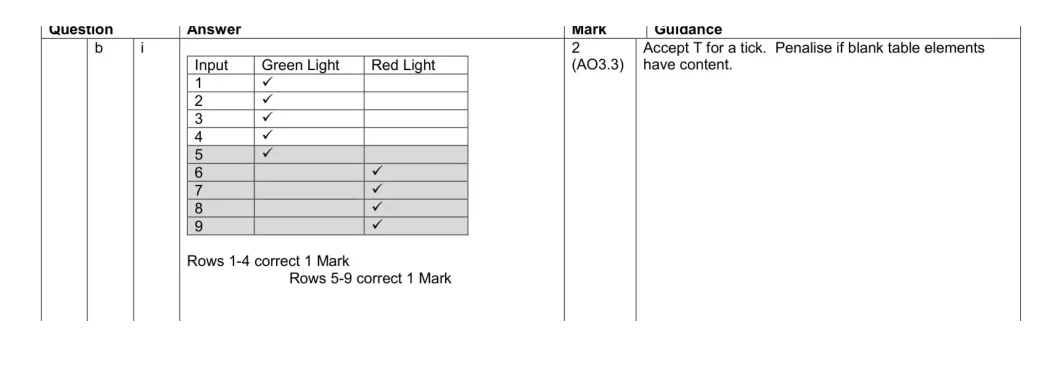 Question Answer Mark Guidance
b i 2 Accept T for a tick. Penalise if blank table elements
(AO3.3) have content.
Input Green Light Red Light
1 ✓
2 ✓
3 ✓
4 ✓
5 ✓
6 ✓
7 ✓
8 ✓
9 ✓
Rows 1-4 correct 1 Mark
Rows 5-9 correct 1 Mark